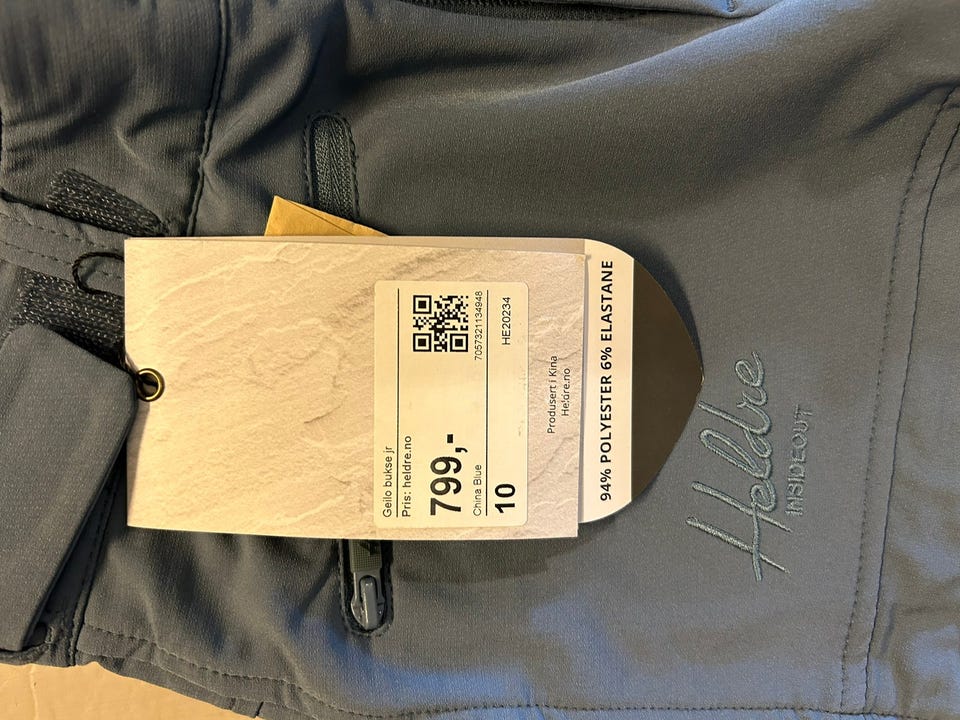 Geilo bukse jr
Pris: heldre.no
799,-
7057321134948
China Blue
10
HE20234
Produsert i Kina
Heldre.no
94% POLYESTER 6% ELASTANE
Heldre
INSIDEOUT